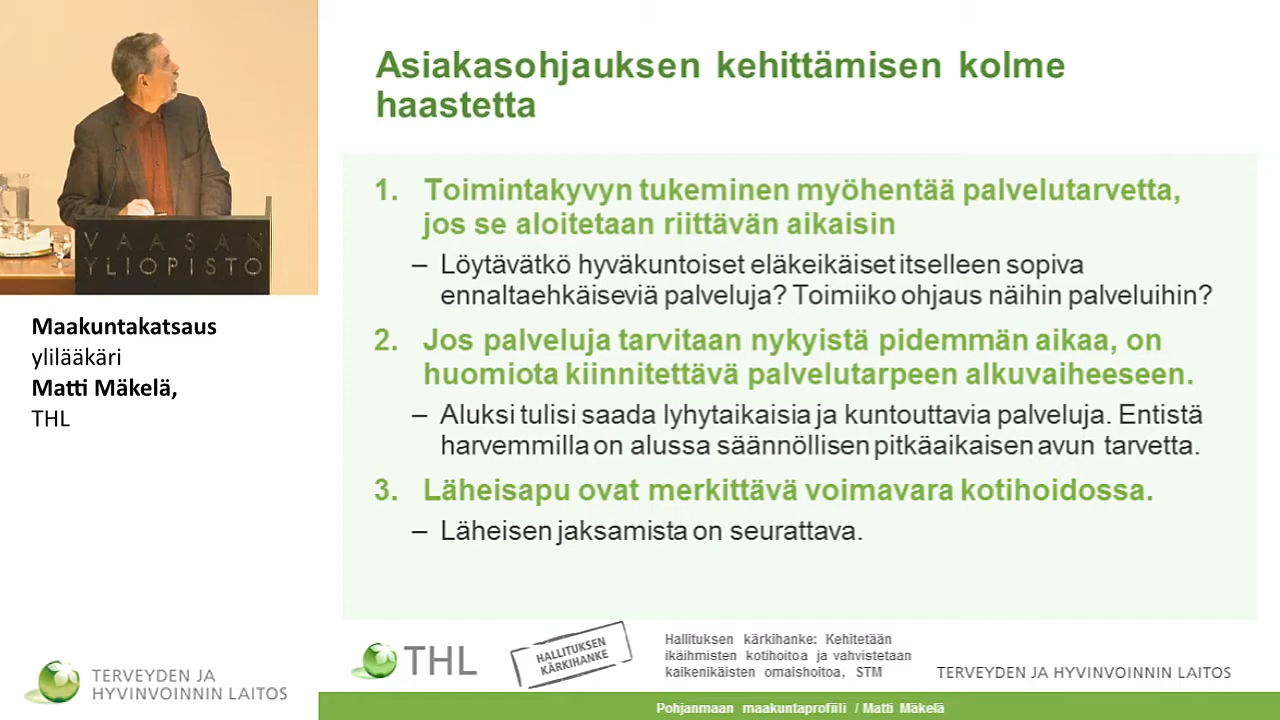 Asiakasohjauksen kehittämisen kolme
haastetta
1. Toimintakyvyn tukeminen myöhentää palvelutarvetta,
jos se aloitetaan riittävän aikaisin
– Löytävätkö hyväkuntoiset eläkeikäiset itselleen sopiva
ennaltaehkäiseviä palveluja? Toimiiko ohjaus näihin palveluihin?
2. Jos palveluja tarvitaan nykyistä pidemmän aikaa, on
huomiota kiinnitettävä palvelutarpeen alkuvaiheeseen.
– Aluksi tulisi saada lyhytaikaisia ja kuntouttavia palveluja. Entistä
harvemmilla on alussa säännöllisen pitkäaikaisen avun tarvetta.
3. Läheisapu ovat merkittävä voimavara kotihoidossa.
– Läheisen jaksamista on seurattava.
VAASAN
YLIOPISTO
Maakuntakatsaus
ylilääkäri
Matti Mäkelä,
THL
TERVEYDEN JA
HYVINVOINNIN LAITOS
THL
HALLITUKSEN
KÄRKIHANKE
Hallituksen kärkihanke: Kehitetään
ikäihmisten kotihoitoa ja vahvistetaan
kaikenikäisten omaishoitoa, STM
TERVEYDEN JA HYVINVOINNIN LAITOS
Pohjanmaan maakuntaprofiili / Matti Mäkelä